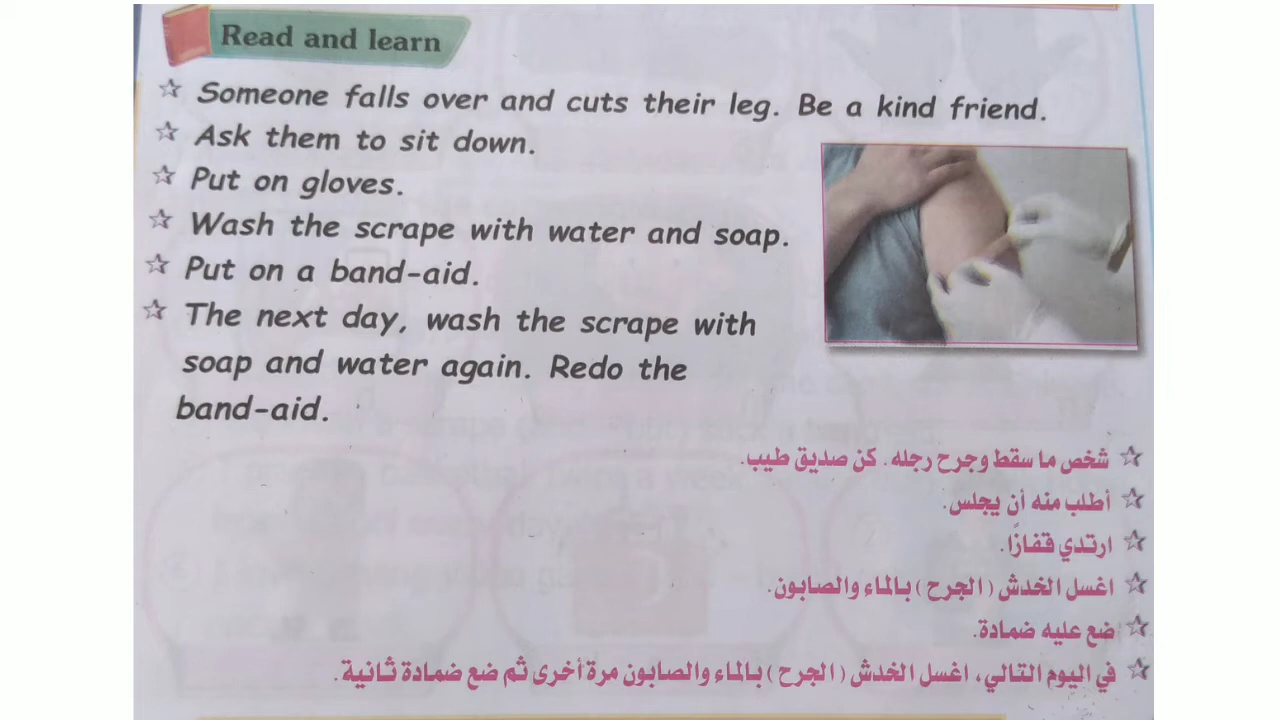 Read and learn
Someone falls over and cuts their leg. Be a kind friend.
Ask them to sit down.
Put on gloves.
Wash the scrape with water and soap.
Put on a band-aid.
The next day, wash the scrape with
soap and water again. Redo the
band-aid.
شخص ما سقط وجرح رجله. كن صديق طيب.
أطلب منه أن يجلس.
ارتدي قفازًا.
اغسل الخدش (الجرح) بالماء والصابون.
ضع عليه ضمادة.
في اليوم التالي، اغسل الخدش (الجرح) بالماء والصابون مرة أخرى ثم ضع ضمادة ثانية.